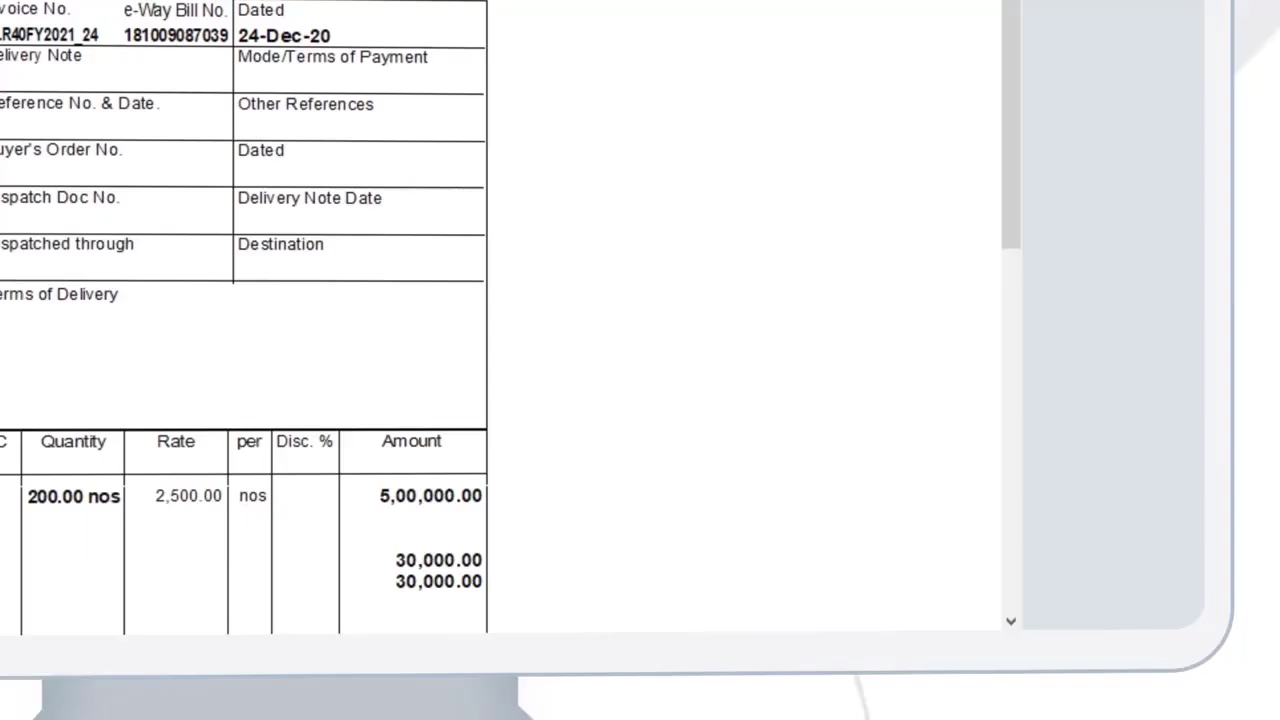 voice No. e-Way Bill No. Dated
LR40FY2021_24 181009087039 24-Dec-20
elivery Note Mode/Terms of Payment
eference No. & Date. Other References
uyer's Order No. Dated
spatch Doc No. Delivery Note Date
spatched through Destination
erms of Delivery
C Quantity Rate per Disc. % Amount
200.00 nos 2,500.00 nos 5,00,000.00
30,000.00
30,000.00